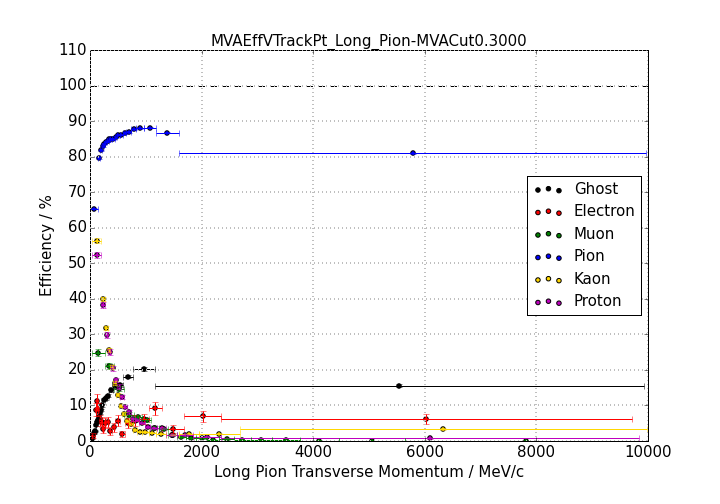 MVAEffVTrackPt_Long_Pion-MVACut0.3000
110
100
90
80
70
60
50
40
30
20
10
0
Efficiency / %
Ghost
Electron
Muon
Pion
Kaon
Proton
0 2000 4000 6000 8000 10000
Long Pion Transverse Momentum / MeV/c